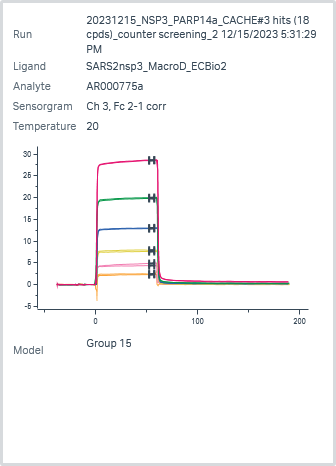 Run 20231215_NSP3_PARP14a_CACHE#3 hits (18
cpds)_counter screening_2 12/15/2023 5:31:29
PM
Ligand SARS2nsp3_MacroD_ECBio2
Analyte AR000775a
Sensorgram Ch 3, Fc 2-1 corr
Temperature 20
30
25
20
15
10
5
0
-5
0 100 200
Model Group 15